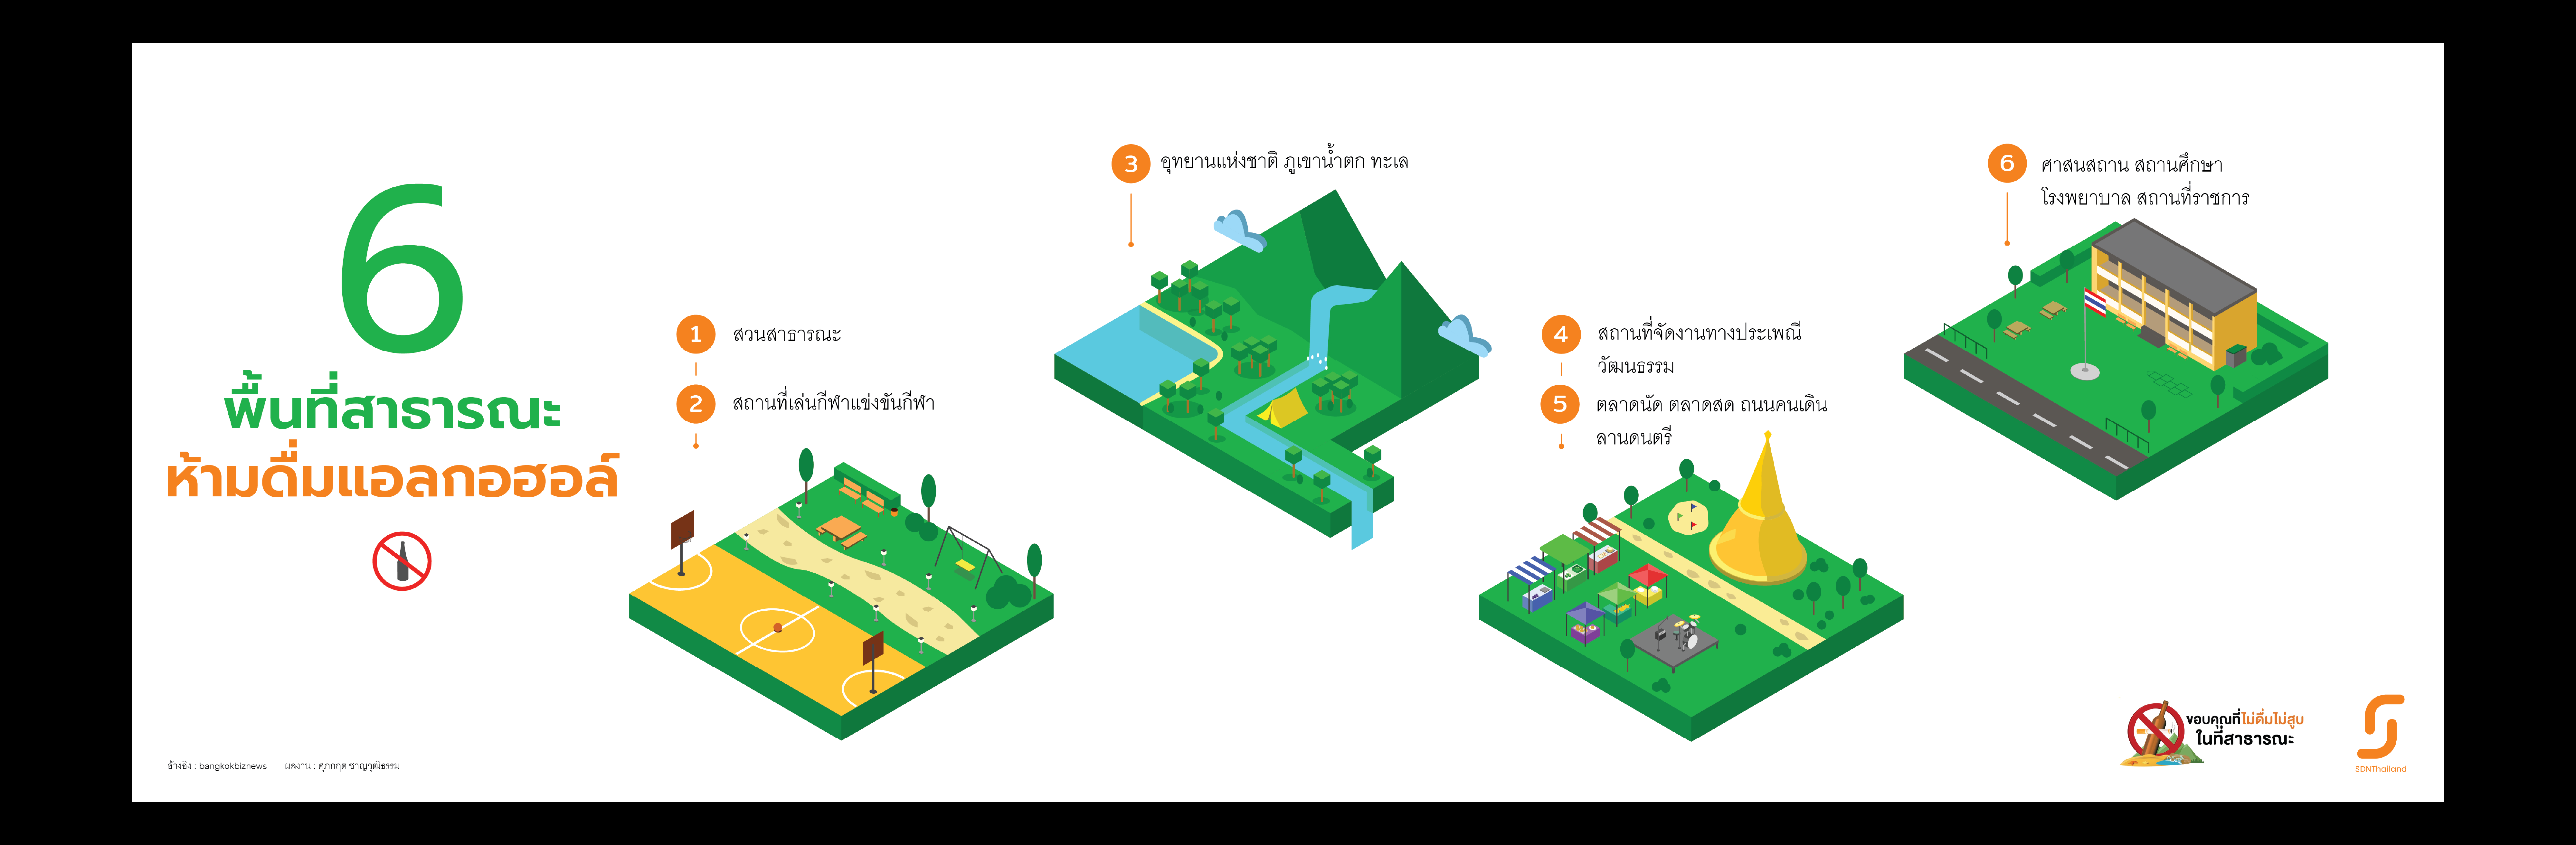 6
พื้นที่สาธารณะ
ห้ามดื่มแอลกอฮอล์
1 สวนสาธารณะ
2 สถานที่เล่นกีฬาแข่งขันกีฬา
3 อุทยานแห่งชาติ ภูเขาน้ำตก ทะเล
4 สถานที่จัดงานทางประเพณี
วัฒนธรรม
5 ตลาดนัด ตลาดสด ถนนคนเดิน
ลานดนตรี
6 ศาสนสถาน สถานศึกษา
โรงพยาบาล สถานที่ราชการ
อ้างอิง : bangkokbiznews ผลงาน : ศุภกฤต ชาญวุฒิธรรม
ขอบคุณที่ไม่ดื่มไม่สูบ
ในที่สาธารณะ
SDNThailand